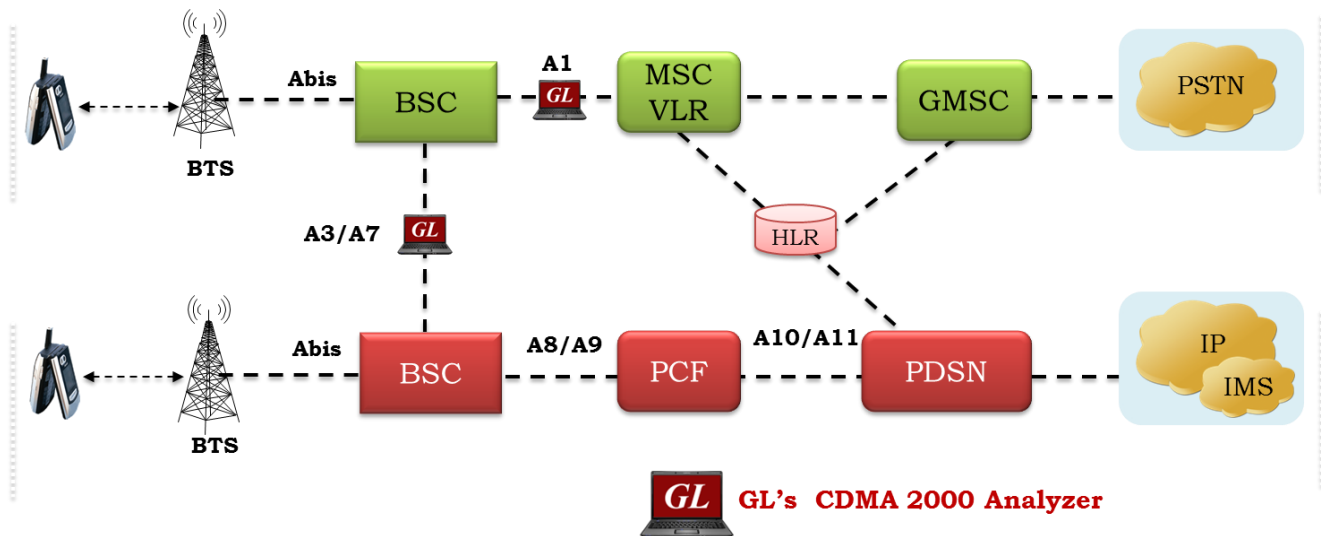 Abis
BSC
A1
GL
MSC
VLR
GMSC
PSTN
BTS
A3/A7
GL
HLR
Abis
BSC
A8/A9
PCF
A10/A11
PDSN
IP
IMS
BTS
GL
GL's CDMA 2000 Analyzer